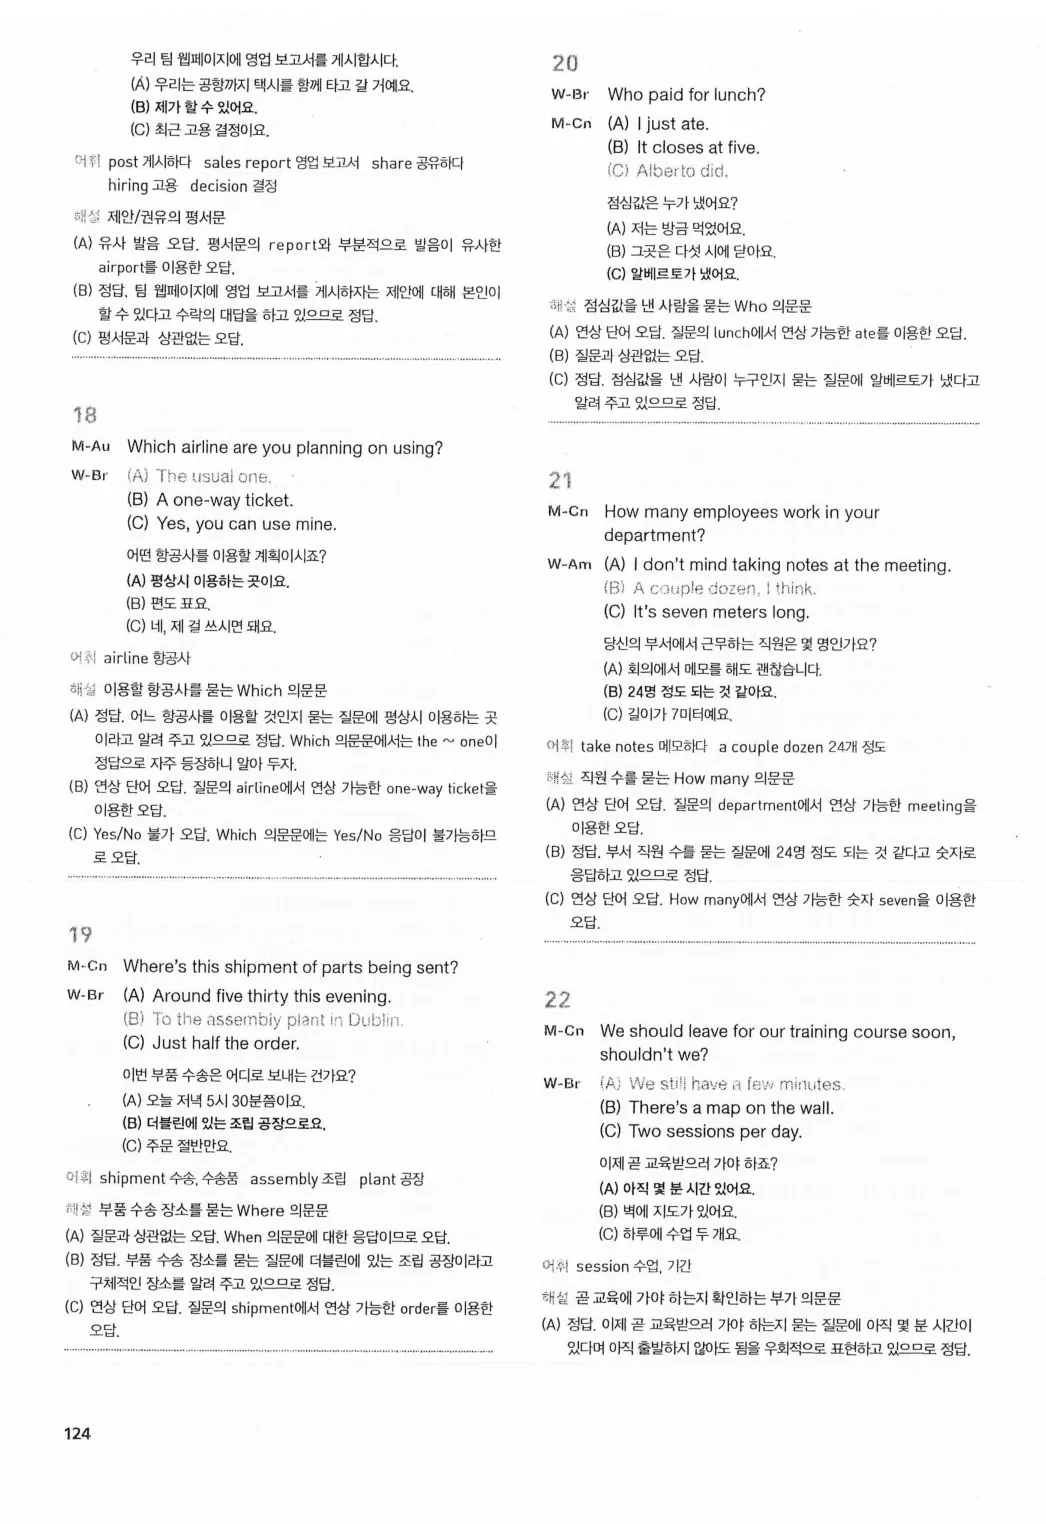 우리 팀 웹페이지에 영업 보고서를 게시합시다.
(A) 우리는 공항까지 택시를 함께 타고 갈 거예요.
(B) 제가 할 수 있어요.
(C) 최근 고용 결정이요.
어휘 post 게시하다 sales report 영업 보고서 share 공유하다
hiring 고용 decision 결정
해설 제안/권유의 평서문
(A) 유사 발음 오답. 평서문의 report와 부분적으로 발음이 유사한
airport를 이용한 오답.
(B) 정답. 팀 웹페이지에 영업 보고서를 게시하자는 제안에 대해 본인이
할 수 있다고 수락의 대답을 하고 있으므로 정답.
(C) 평서문과 상관없는 오답.
18
M-Au Which airline are you planning on using?
W-Br (A) The usual one.
(B) A one-way ticket.
(C) Yes, you can use mine.
어떤 항공사를 이용할 계획이시죠?
(A) 평상시 이용하는 곳이요.
(B) 편도 표요.
(C) 네, 제 걸 쓰시면 돼요.
어휘 airline 항공사
해설 이용할 항공사를 묻는 Which 의문문
(A) 정답. 어느 항공사를 이용할 것인지 묻는 질문에 평상시 이용하는 곳
이라고 알려 주고 있으므로 정답. Which 의문문에서는 the ~ one이
정답으로 자주 등장하니 알아 두자.
(B) 연상 단어 오답. 질문의 airline에서 연상 가능한 one-way ticket을
이용한 오답.
(C) Yes/No 불가 오답. Which 의문문에는 Yes/No 응답이 불가능하므
로 오답.
19
M-Cn Where's this shipment of parts being sent?
W-Br (A) Around five thirty this evening.
(B) To the assembly plant in Dublin.
(C) Just half the order.
이번 부품 수송은 어디로 보내는 건가요?
(A) 오늘 저녁 5시 30분쯤이요.
(B) 더블린에 있는 조립 공장으로요.
(C) 주문 절반만요.
어휘 shipment 수송, 수송품 assembly 조립 plant 공장
해설 부품 수송 장소를 묻는 Where 의문문
(A) 질문과 상관없는 오답. When 의문문에 대한 응답이므로 오답.
(B) 정답. 부품 수송 장소를 묻는 질문에 더블린에 있는 조립 공장이라고
구체적인 장소를 알려 주고 있으므로 정답.
(C) 연상 단어 오답. 질문의 shipment에서 연상 가능한 order를 이용한
오답.
124
20
W-Br Who paid for lunch?
M-Cn (A) I just ate.
(B) It closes at five.
(C) Alberto did.
점심값은 누가 냈어요?
(A) 저는 방금 먹었어요.
(B) 그곳은 다섯 시에 닫아요.
(C) 알베르토가 냈어요.
해설 점심값을 낸 사람을 묻는 Who 의문문
(A) 연상 단어 오답. 질문의 lunch에서 연상 가능한 ate를 이용한 오답.
(B) 질문과 상관없는 오답.
(C) 정답. 점심값을 낸 사람이 누구인지 묻는 질문에 알베르토가 냈다고
알려 주고 있으므로 정답.
21
M-Cn How many employees work in your
department?
W-Am (A) I don't mind taking notes at the meeting.
(B) A couple dozen, I think.
(C) It's seven meters long.
당신의 부서에서 근무하는 직원은 몇 명인가요?
(A) 회의에서 메모를 해도 괜찮습니다.
(B) 24명 정도 되는 것 같아요.
(C) 길이가 7미터예요.
어휘 take notes 메모하다 a couple dozen 24개 정도
해설 직원 수를 묻는 How many 의문문
(A) 연상 단어 오답. 질문의 department에서 연상 가능한 meeting을
이용한 오답.
(B) 정답. 부서 직원 수를 묻는 질문에 24명 정도 되는 것 같다고 숫자로
응답하고 있으므로 정답.
(C) 연상 단어 오답. How many에서 연상 가능한 숫자 seven을 이용한
오답.
22
M-Cn We should leave for our training course soon,
shouldn't we?
W-Br (A) We still have a few minutes.
(B) There's a map on the wall.
(C) Two sessions per day.
이제 곧 교육받으러 가야 하죠?
(A) 아직 몇 분 시간 있어요.
(B) 벽에 지도가 있어요.
(C) 하루에 수업 두 개요.
어휘 session 수업, 기간
해설 곧 교육에 가야 하는지 확인하는 부가 의문문
(A) 정답. 이제 곧 교육받으러 가야 하는지 묻는 질문에 아직 몇 분 시간이
있다며 아직 출발하지 않아도 됨을 우회적으로 표현하고 있으므로 정답.